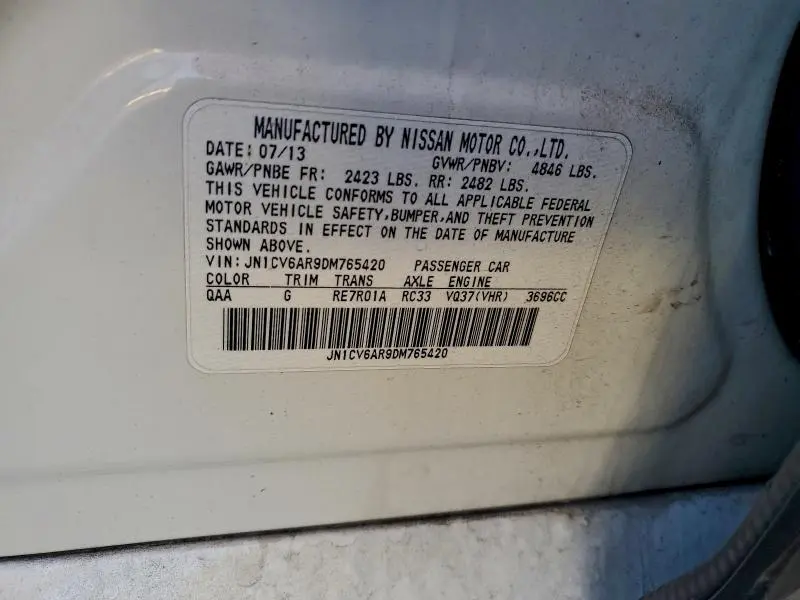 MANUFACTURED BY NISSAN MOTOR CO.,LTD.
DATE: 07/13 GVWR/PNBV: 4846 LBS.
GAWR/PNBE FR: 2423 LBS. RR: 2482 LBS.
THIS VEHICLE CONFORMS TO ALL APPLICABLE FEDERAL
MOTOR VEHICLE SAFETY,BUMPER,AND THEFT PREVENTION
STANDARDS IN EFFECT ON THE DATE OF MANUFACTURE
SHOWN ABOVE.
VIN: JN1CV6AR9DM765420 PASSENGER CAR
COLOR TRIM TRANS AXLE ENGINE
QAA G RE7R01A RC33 VQ37(VHR) 3696CC
JN1CV6AR9DM765420